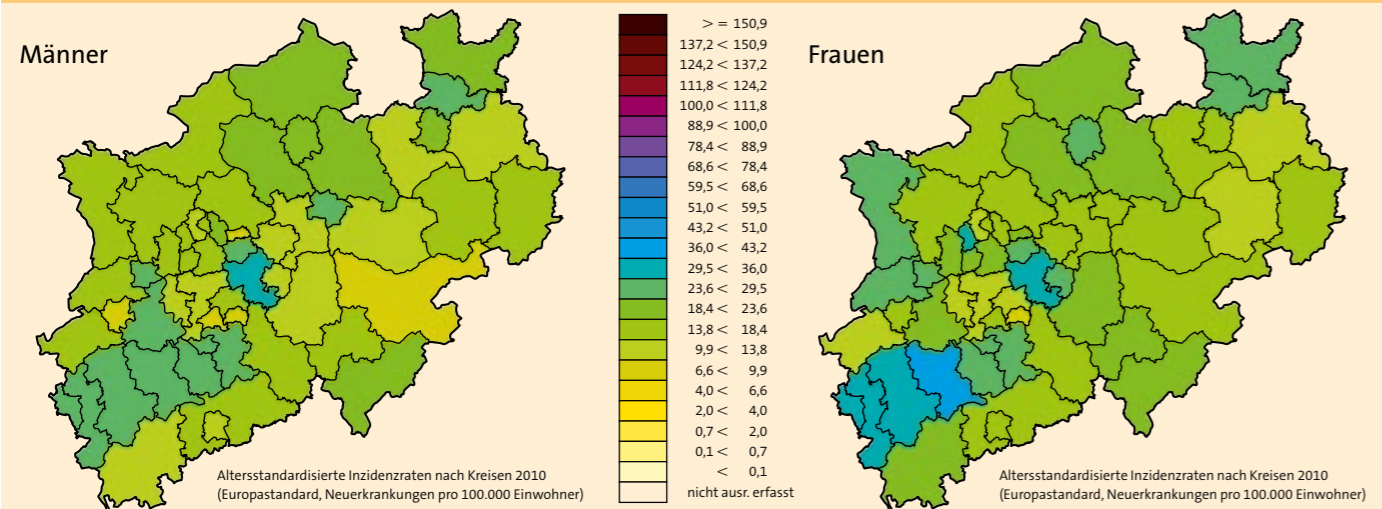 Männer
> = 150,9
137,2 < 150,9
124,2 < 137,2
111,8 < 124,2
100,0 < 111,8
88,9 < 100,0
78,4 < 88,9
68,6 < 78,4
59,5 < 68,6
51,0 < 59,5
43,2 < 51,0
36,0 < 43,2
29,5 < 36,0
23,6 < 29,5
18,4 < 23,6
13,8 < 18,4
9,9 < 13,8
6,6 < 9,9
4,0 < 6,6
2,0 < 4,0
0,7 < 2,0
0,1 < 0,7
< 0,1
nicht ausr. erfasst
Altersstandardisierte Inzidenzraten nach Kreisen 2010
(Europastandard, Neuerkrankungen pro 100.000 Einwohner)
Frauen
Altersstandardisierte Inzidenzraten nach Kreisen 2010
(Europastandard, Neuerkrankungen pro 100.000 Einwohner)